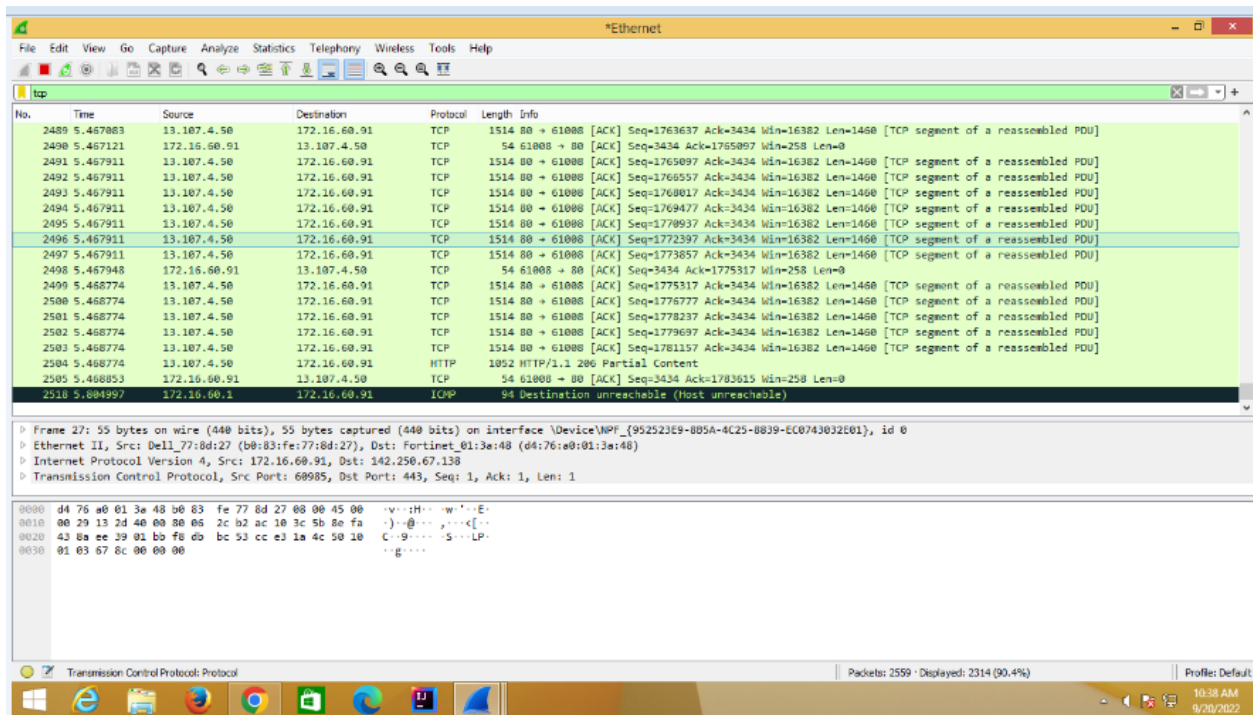 *Ethernet
File Edit View Go Capture Analyze Statistics Telephony Wireless Tools Help
tcp
No. Time Source Destination Protocol Length Info
2489 5.467083 13.107.4.50 172.16.60.91 TCP 1514 80 → 61008 [ACK] Seq=1763637 Ack=3434 Win=16382 Len=1460 [TCP segment of a reassembled PDU]
2490 5.467121 172.16.60.91 13.107.4.50 TCP 54 61008 → 80 [ACK] Seq=3434 Ack=1765097 Win=258 Len=0
2491 5.467911 13.107.4.50 172.16.60.91 TCP 1514 80 → 61008 [ACK] Seq=1765097 Ack=3434 Win=16382 Len=1460 [TCP segment of a reassembled PDU]
2492 5.467911 13.107.4.50 172.16.60.91 TCP 1514 80 → 61008 [ACK] Seq=1766557 Ack=3434 Win=16382 Len=1460 [TCP segment of a reassembled PDU]
2493 5.467911 13.107.4.50 172.16.60.91 TCP 1514 80 → 61008 [ACK] Seq=1768017 Ack=3434 Win=16382 Len=1460 [TCP segment of a reassembled PDU]
2494 5.467911 13.107.4.50 172.16.60.91 TCP 1514 80 → 61008 [ACK] Seq=1769477 Ack=3434 Win=16382 Len=1460 [TCP segment of a reassembled PDU]
2495 5.467911 13.107.4.50 172.16.60.91 TCP 1514 80 → 61008 [ACK] Seq=1770937 Ack=3434 Win=16382 Len=1460 [TCP segment of a reassembled PDU]
2496 5.467911 13.107.4.50 172.16.60.91 TCP 1514 80 → 61008 [ACK] Seq=1772397 Ack=3434 Win=16382 Len=1460 [TCP segment of a reassembled PDU]
2497 5.467911 13.107.4.50 172.16.60.91 TCP 1514 80 → 61008 [ACK] Seq=1773857 Ack=3434 Win=16382 Len=1460 [TCP segment of a reassembled PDU]
2498 5.467948 172.16.60.91 13.107.4.50 TCP 54 61008 → 80 [ACK] Seq=3434 Ack=1775317 Win=258 Len=0
2499 5.468774 13.107.4.50 172.16.60.91 TCP 1514 80 → 61008 [ACK] Seq=1775317 Ack=3434 Win=16382 Len=1460 [TCP segment of a reassembled PDU]
2500 5.468774 13.107.4.50 172.16.60.91 TCP 1514 80 → 61008 [ACK] Seq=1776777 Ack=3434 Win=16382 Len=1460 [TCP segment of a reassembled PDU]
2501 5.468774 13.107.4.50 172.16.60.91 TCP 1514 80 → 61008 [ACK] Seq=1778237 Ack=3434 Win=16382 Len=1460 [TCP segment of a reassembled PDU]
2502 5.468774 13.107.4.50 172.16.60.91 TCP 1514 80 → 61008 [ACK] Seq=1779697 Ack=3434 Win=16382 Len=1460 [TCP segment of a reassembled PDU]
2503 5.468774 13.107.4.50 172.16.60.91 TCP 1514 80 → 61008 [ACK] Seq=1781157 Ack=3434 Win=16382 Len=1460 [TCP segment of a reassembled PDU]
2504 5.468774 13.107.4.50 172.16.60.91 HTTP 1052 HTTP/1.1 206 Partial Content
2505 5.468853 172.16.60.91 13.107.4.50 TCP 54 61008 → 80 [ACK] Seq=3434 Ack=1783615 Win=258 Len=0
2518 5.804997 172.16.60.1 172.16.60.91 ICMP 94 Destination unreachable (Host unreachable)
Frame 27: 55 bytes on wire (440 bits), 55 bytes captured (440 bits) on interface \Device\NPF_{952523E9-8B5A-4C25-8839-EC0743032E01}, id 0
Ethernet II, Src: Dell_77:8d:27 (b0:83:fe:77:8d:27), Dst: Fortinet_01:3a:48 (d4:76:a0:01:3a:48)
Internet Protocol Version 4, Src: 172.16.60.91, Dst: 142.250.67.138
Transmission Control Protocol, Src Port: 60985, Dst Port: 443, Seq: 1, Ack: 1, Len: 1
0000 d4 76 a0 01 3a 48 b0 83 fe 77 8d 27 08 00 45 00 ·v··:H·· ·w·'··E·
0010 00 29 13 2d 40 00 80 06 2c b2 ac 10 3c 5b 8e fa ·)·-@··· ,···<[··
0020 43 8a ee 39 01 bb f8 db bc 53 cc e3 1a 4c 50 10 C··9···· ·S···LP·
0030 01 03 67 8c 00 00 00 ··g····
Transmission Control Protocol: Protocol
Packets: 2559 · Displayed: 2314 (90.4%)
Profile: Default
10:38 AM
9/20/2022